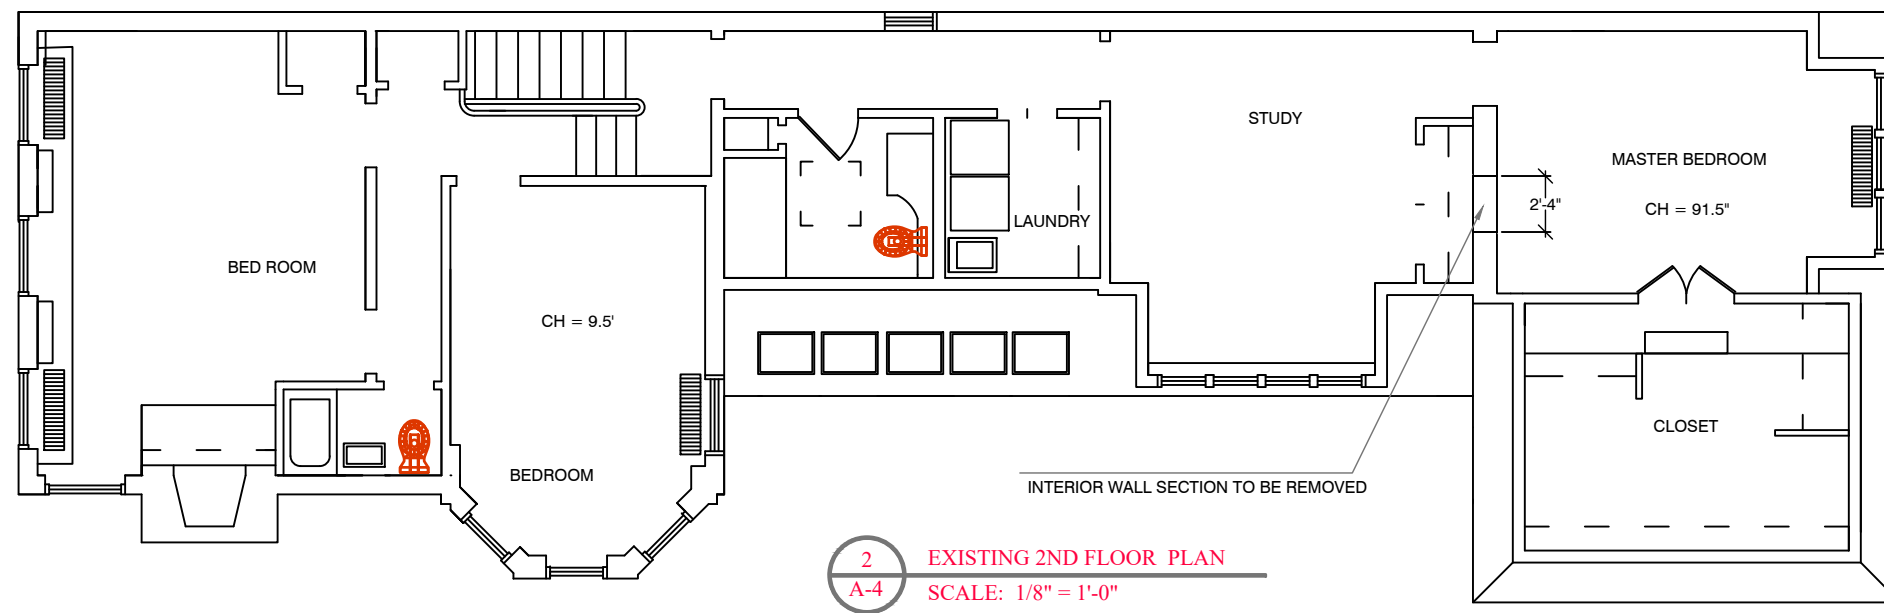 STUDY
MASTER BEDROOM
2'-4"
CH = 91.5"
LAUNDRY
BED ROOM
CH = 9.5'
CLOSET
BEDROOM
INTERIOR WALL SECTION TO BE REMOVED
2
EXISTING 2ND FLOOR PLAN
A-4
SCALE: 1/8" = 1'-0"